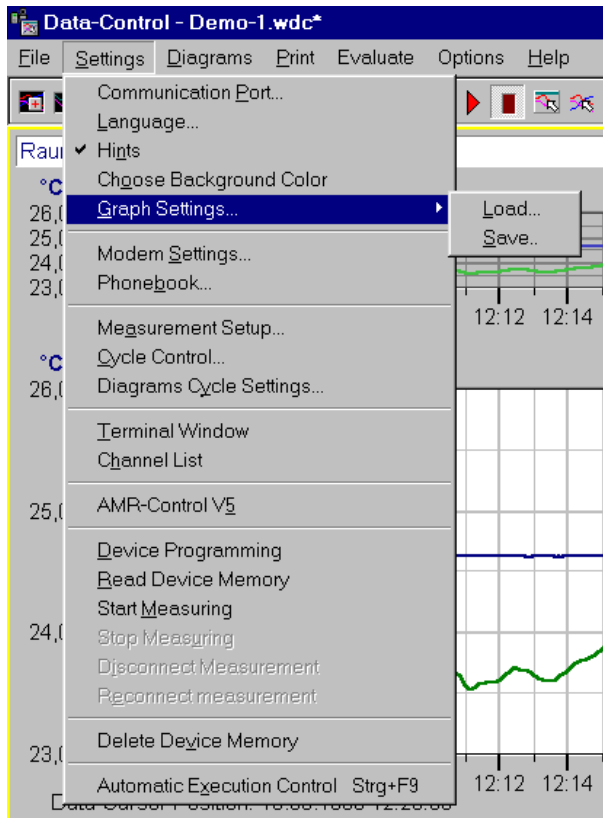 Data-Control - Demo-1.wdc*
File Settings Diagrams Print Evaluate Options Help
Communication Port...
Language...
Hints
Choose Background Color
Graph Settings...
Load...
Save..
Modem Settings...
Phonebook...
Measurement Setup...
Cycle Control...
Diagrams Cycle Settings...
Terminal Window
Channel List
AMR-Control V5
Device Programming
Read Device Memory
Start Measuring
Stop Measuring
Disconnect Measurement
Reconnect measurement
Delete Device Memory
Automatic Execution Control Strg+F9
°C
26,0
25,0
24,0
23,0
12:12 12:14
°C
26,0
25,0
24,0
23,0
12:12 12:14